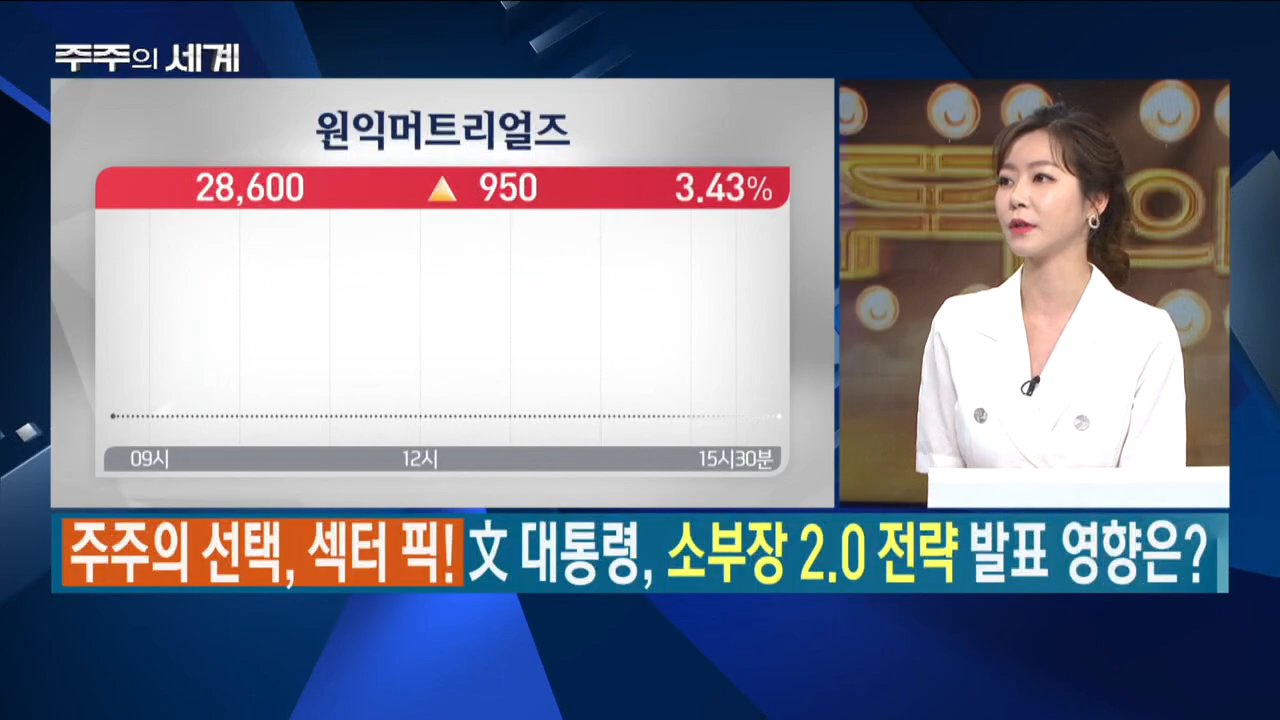 주주의 세계
원익머트리얼즈
28,600 ▲ 950 3.43%
09시 12시 15시30분
주주의 선택, 섹터 픽! 文 대통령, 소부장 2.0 전략 발표 영향은?